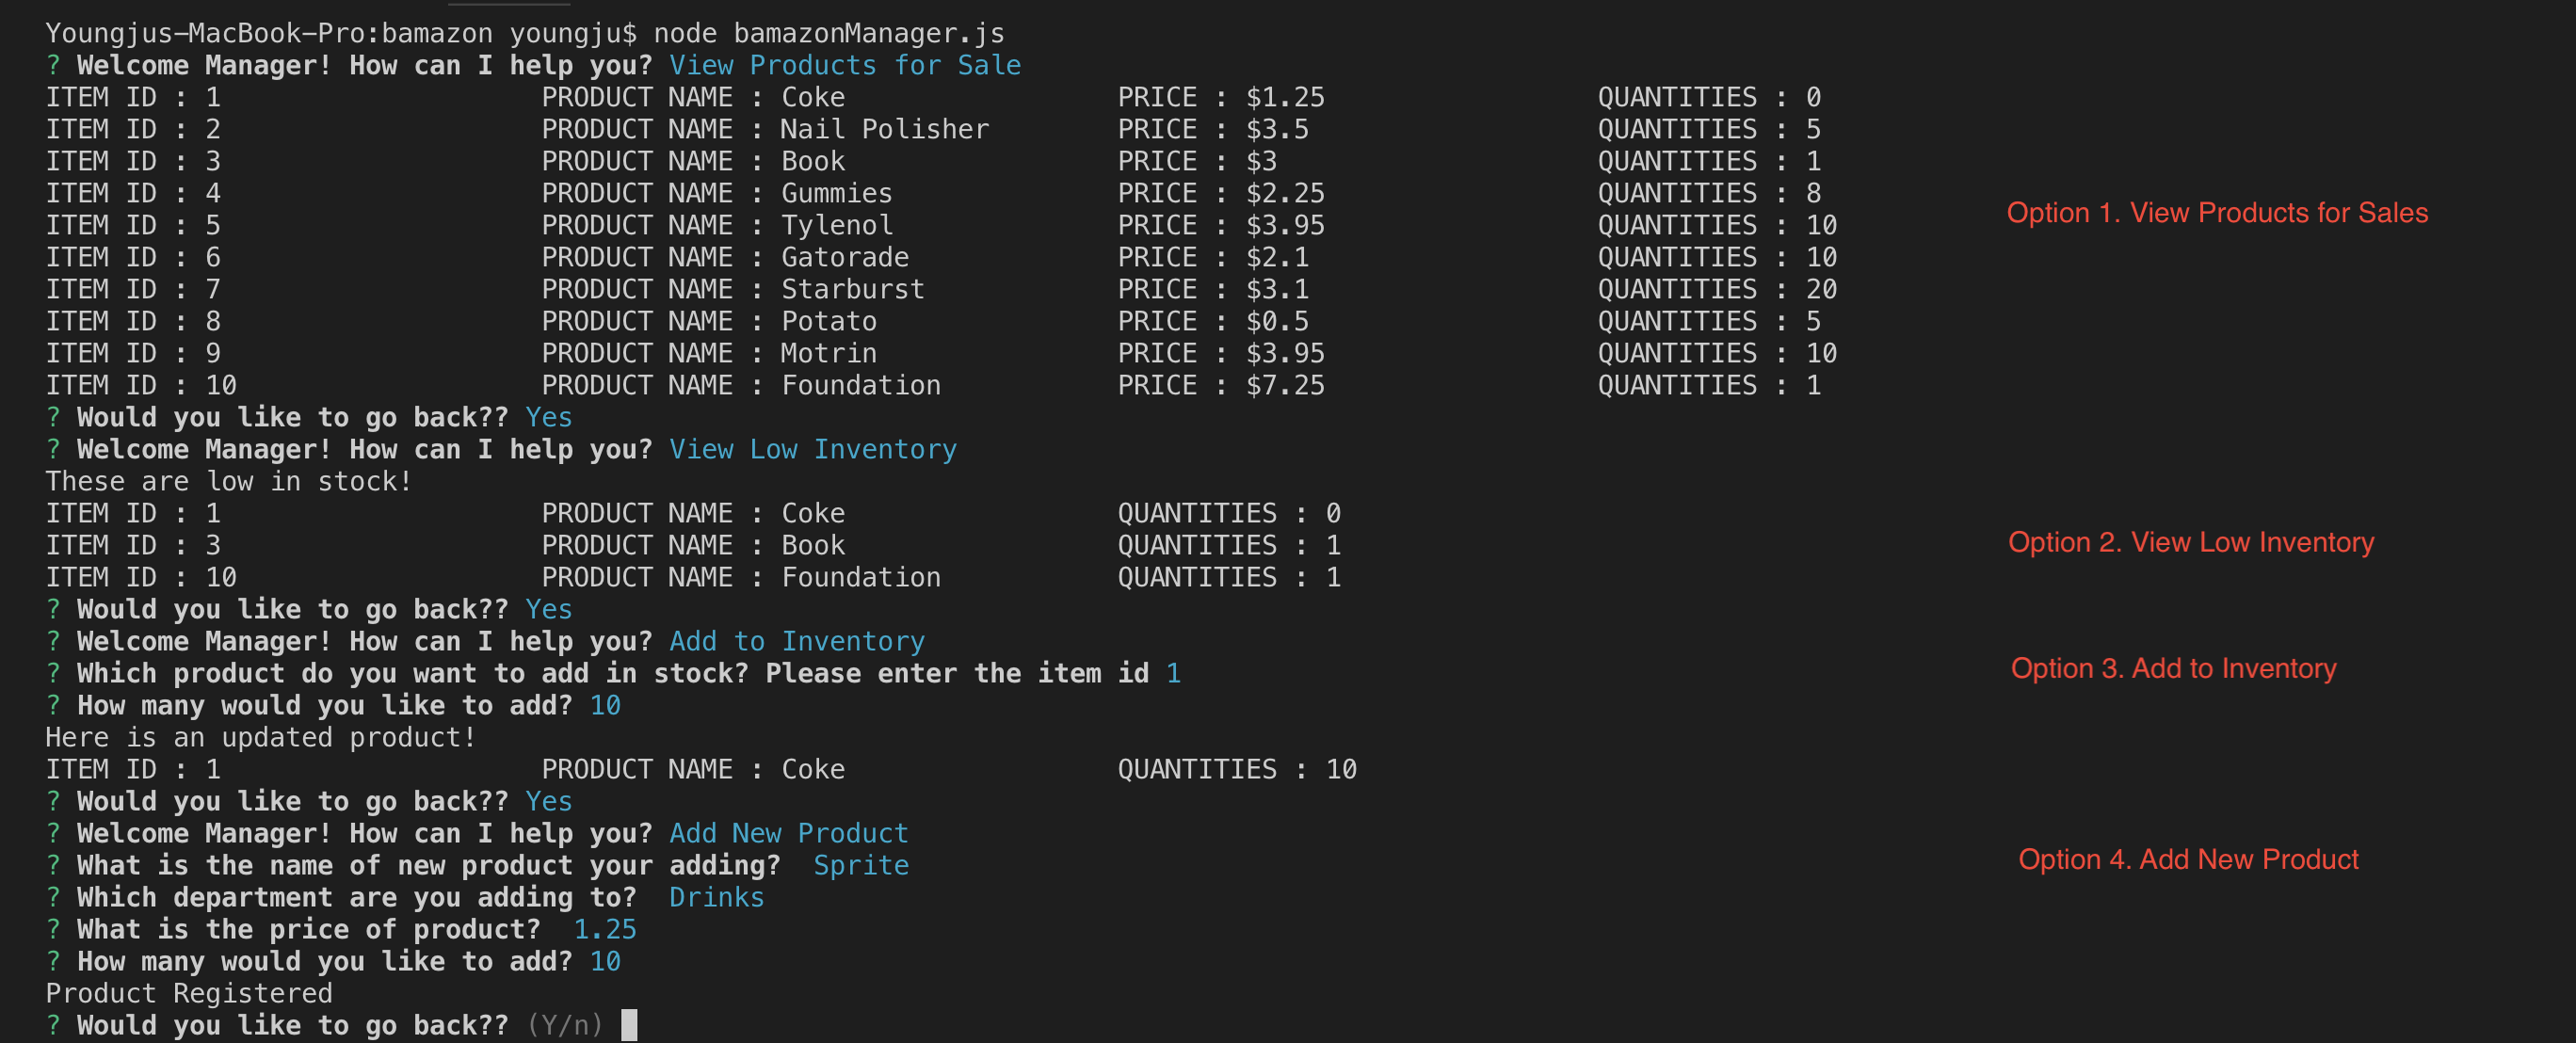 Youngjus-MacBook-Pro:bamazon youngju$ node bamazonManager.js
? Welcome Manager! How can I help you? View Products for Sale
ITEM ID : 1 PRODUCT NAME : Coke PRICE : $1.25 QUANTITIES : 0
ITEM ID : 2 PRODUCT NAME : Nail Polisher PRICE : $3.5 QUANTITIES : 5
ITEM ID : 3 PRODUCT NAME : Book PRICE : $3 QUANTITIES : 1
ITEM ID : 4 PRODUCT NAME : Gummies PRICE : $2.25 QUANTITIES : 8
Option 1. View Products for Sales
ITEM ID : 5 PRODUCT NAME : Tylenol PRICE : $3.95 QUANTITIES : 10
ITEM ID : 6 PRODUCT NAME : Gatorade PRICE : $2.1 QUANTITIES : 10
ITEM ID : 7 PRODUCT NAME : Starburst PRICE : $3.1 QUANTITIES : 20
ITEM ID : 8 PRODUCT NAME : Potato PRICE : $0.5 QUANTITIES : 5
ITEM ID : 9 PRODUCT NAME : Motrin PRICE : $3.95 QUANTITIES : 10
ITEM ID : 10 PRODUCT NAME : Foundation PRICE : $7.25 QUANTITIES : 1
? Would you like to go back?? Yes
? Welcome Manager! How can I help you? View Low Inventory
These are low in stock!
ITEM ID : 1 PRODUCT NAME : Coke QUANTITIES : 0
ITEM ID : 3 PRODUCT NAME : Book QUANTITIES : 1
Option 2. View Low Inventory
ITEM ID : 10 PRODUCT NAME : Foundation QUANTITIES : 1
? Would you like to go back?? Yes
? Welcome Manager! How can I help you? Add to Inventory
? Which product do you want to add in stock? Please enter the item id 1
Option 3. Add to Inventory
? How many would you like to add? 10
Here is an updated product!
ITEM ID : 1 PRODUCT NAME : Coke QUANTITIES : 10
? Would you like to go back?? Yes
? Welcome Manager! How can I help you? Add New Product
? What is the name of new product your adding? Sprite
Option 4. Add New Product
? Which department are you adding to? Drinks
? What is the price of product? 1.25
? How many would you like to add? 10
Product Registered
? Would you like to go back?? (Y/n)